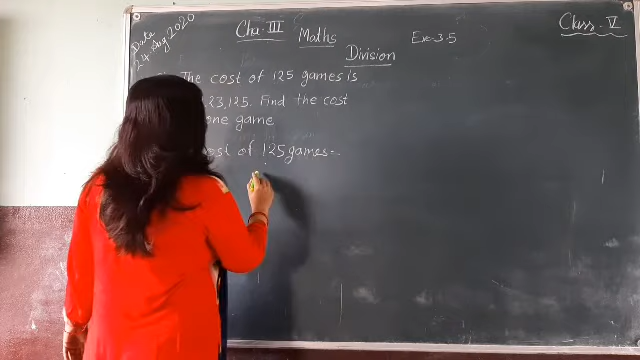 Date
24-Aug 2020
Cha-III Maths
Ex-3.5
Class-V
Division
The cost of 125 games is
23,125. Find the cost
one game
cost of 125 games=